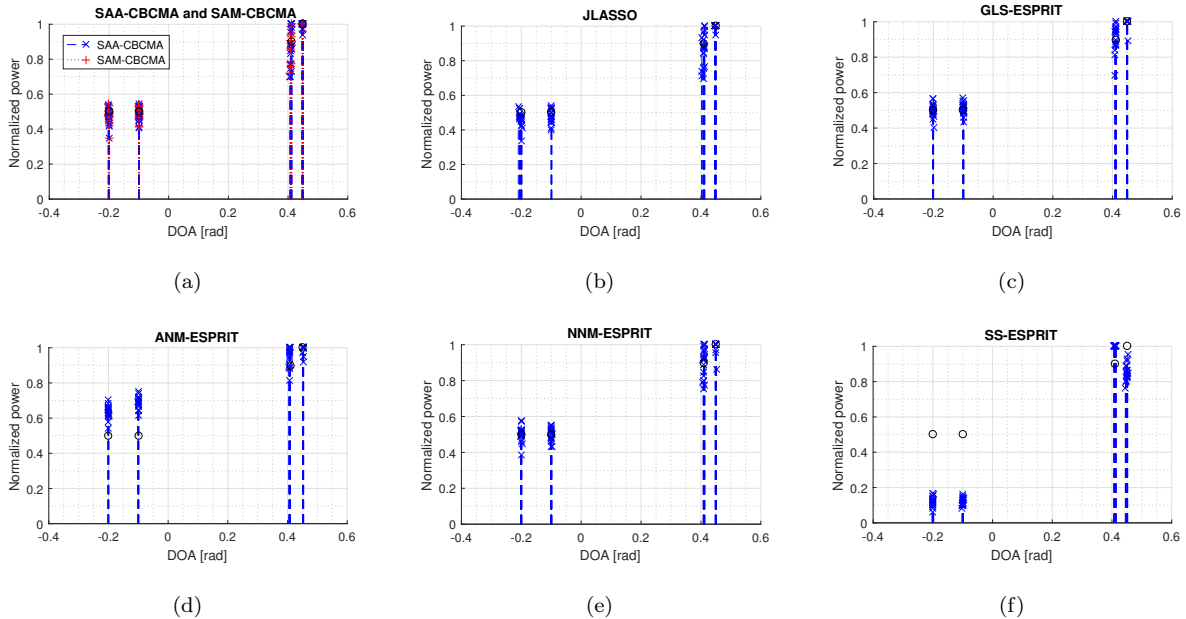 SAA-CBCMA and SAM-CBCMA
1
0.8
0.6
0.4
0.2
0
Normalized power
SAA-CBCMA
SAM-CBCMA
-0.4 -0.2 0 0.2 0.4 0.6
DOA [rad]
(a)
JLASSO
1
0.8
0.6
0.4
0.2
0
Normalized power
-0.4 -0.2 0 0.2 0.4 0.6
DOA [rad]
(b)
GLS-ESPRIT
1
0.8
0.6
0.4
0.2
0
Normalized power
-0.4 -0.2 0 0.2 0.4 0.6
DOA [rad]
(c)
ANM-ESPRIT
1
0.8
0.6
0.4
0.2
0
Normalized power
-0.4 -0.2 0 0.2 0.4 0.6
DOA [rad]
(d)
NNM-ESPRIT
1
0.8
0.6
0.4
0.2
0
Normalized power
-0.4 -0.2 0 0.2 0.4 0.6
DOA [rad]
(e)
SS-ESPRIT
1
0.8
0.6
0.4
0.2
0
Normalized power
-0.4 -0.2 0 0.2 0.4 0.6
DOA [rad]
(f)